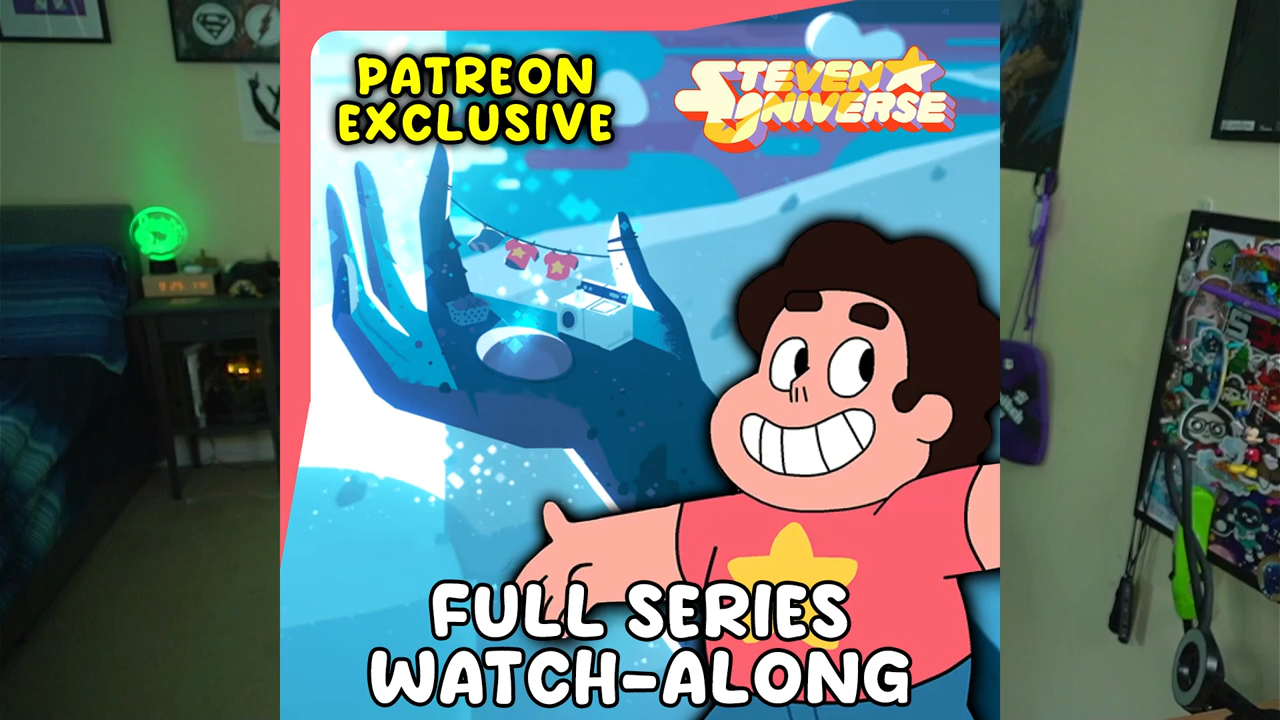 PATREON
EXCLUSIVE
STEVEN
UNIVERSE
FULL SERIES
WATCH-ALONG